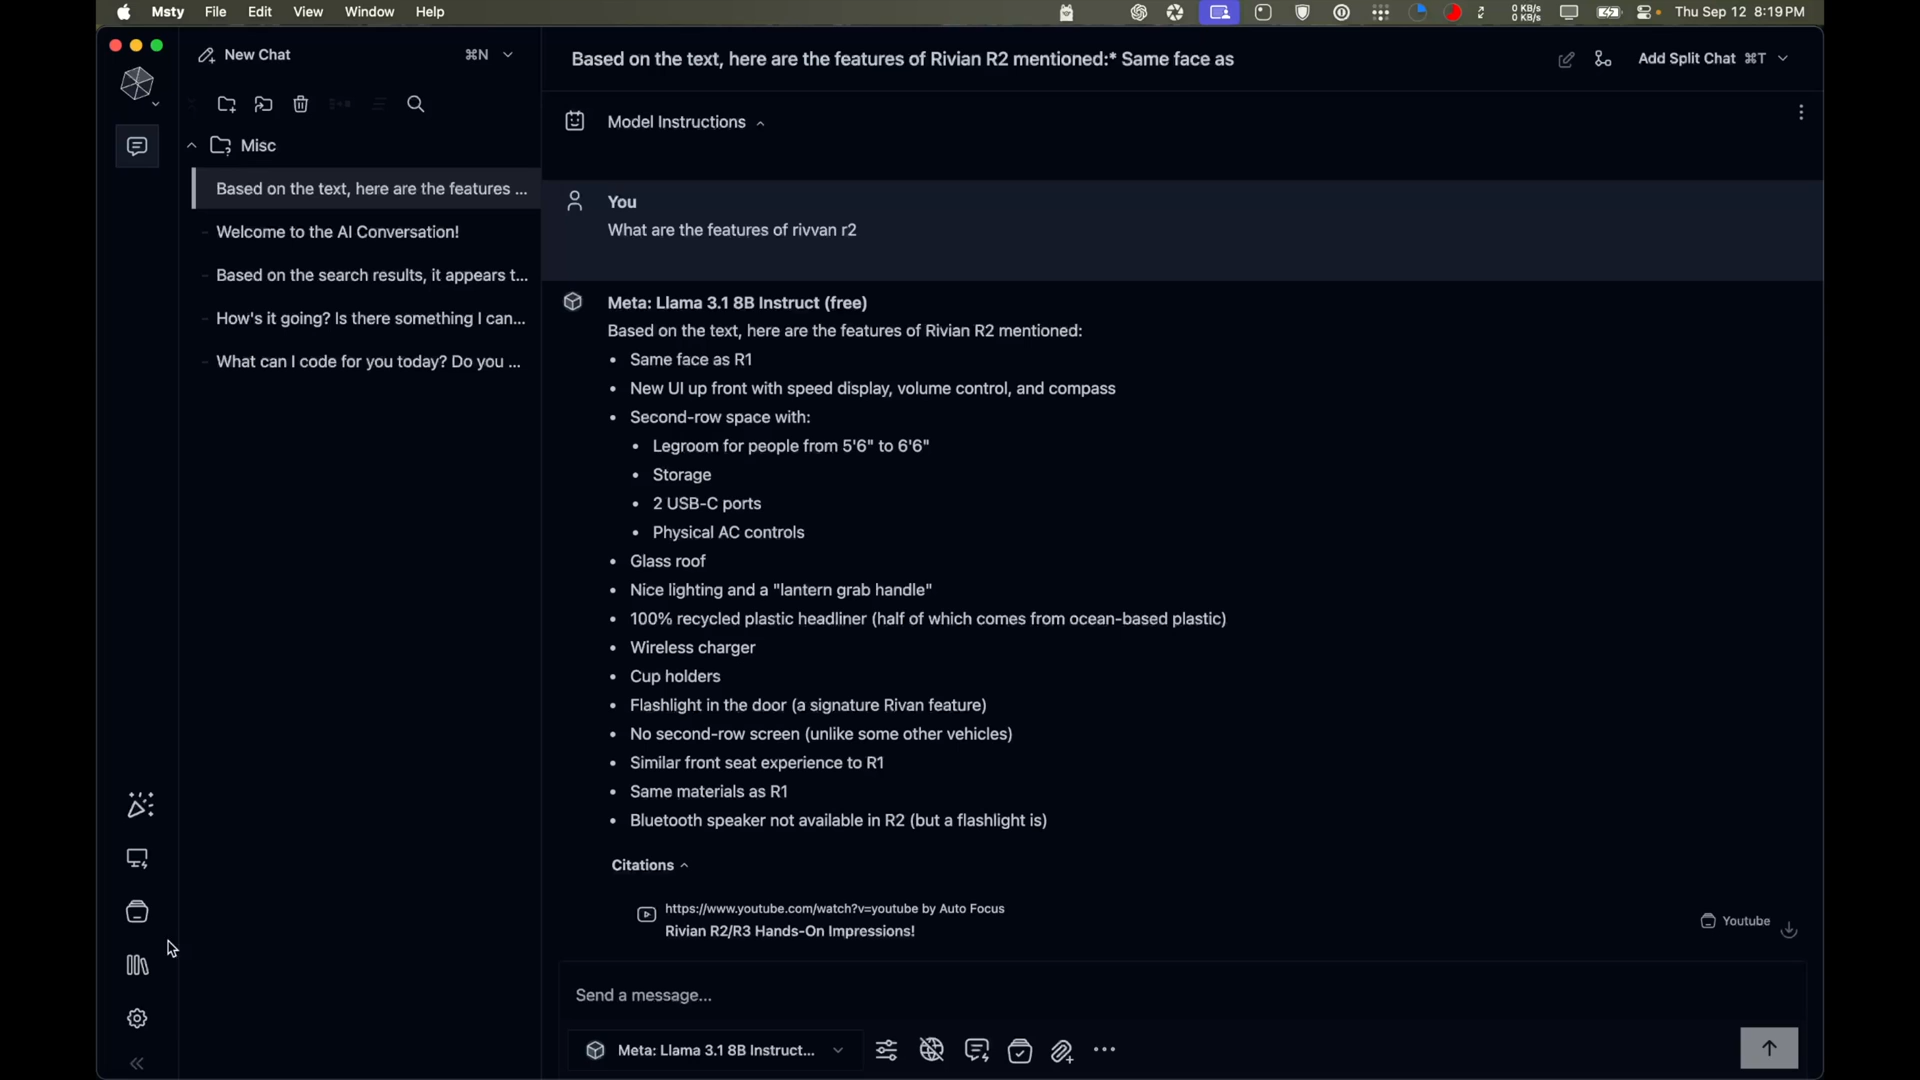 Msty File Edit View Window Help
0 KB/s
0 KB/s
Thu Sep 12 8:19 PM
New Chat ⌘N
Based on the text, here are the features of Rivian R2 mentioned:* Same face as
Add Split Chat ⌘T
Misc
Based on the text, here are the features ...
Welcome to the AI Conversation!
Based on the search results, it appears t...
How's it going? Is there something I can...
What can I code for you today? Do you ...
Model Instructions
You
What are the features of rivvan r2
Meta: Llama 3.1 8B Instruct (free)
Based on the text, here are the features of Rivian R2 mentioned:
• Same face as R1
• New UI up front with speed display, volume control, and compass
• Second-row space with:
• Legroom for people from 5'6" to 6'6"
• Storage
• 2 USB-C ports
• Physical AC controls
• Glass roof
• Nice lighting and a "lantern grab handle"
• 100% recycled plastic headliner (half of which comes from ocean-based plastic)
• Wireless charger
• Cup holders
• Flashlight in the door (a signature Rivan feature)
• No second-row screen (unlike some other vehicles)
• Similar front seat experience to R1
• Same materials as R1
• Bluetooth speaker not available in R2 (but a flashlight is)
Citations
https://www.youtube.com/watch?v=youtube by Auto Focus
Rivian R2/R3 Hands-On Impressions!
Youtube
Send a message...
Meta: Llama 3.1 8B Instruct...